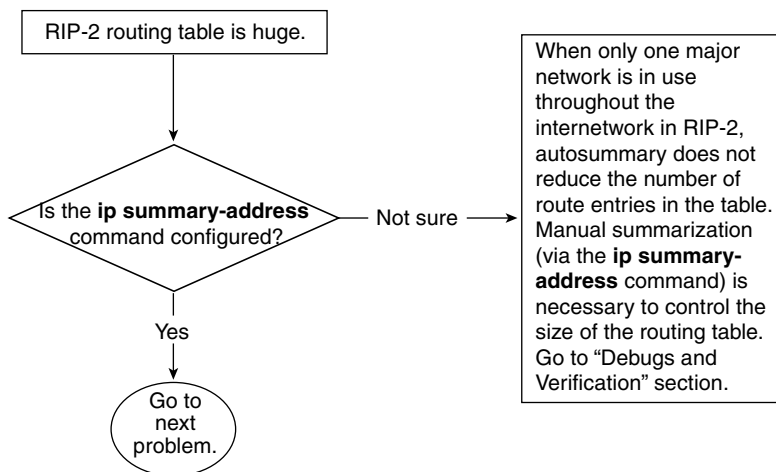 RIP-2 routing table is huge.
Is the ip summary-address
command configured?
Not sure
Yes
Go to
next
problem.
When only one major
network is in use
throughout the
internetwork in RIP-2,
autosummary does not
reduce the number of
route entries in the table.
Manual summarization
(via the ip summary-
address command) is
necessary to control the
size of the routing table.
Go to “Debugs and
Verification” section.